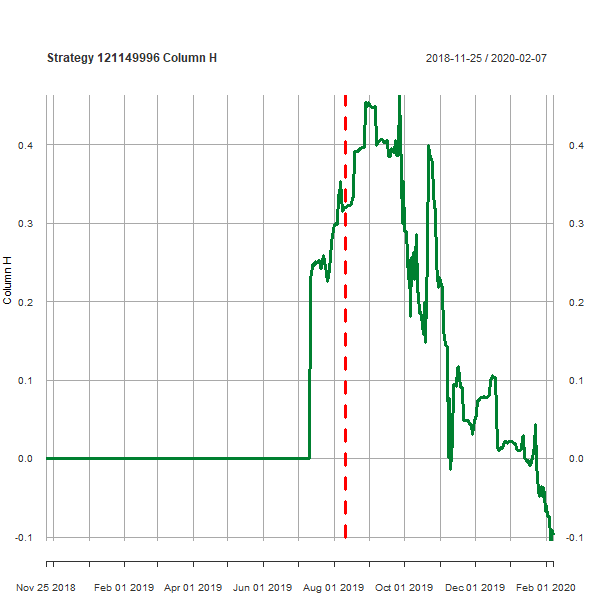 Strategy 121149996 Column H
2018-11-25 / 2020-02-07
Column H
0.4 0.4
0.3 0.3
0.2 0.2
0.1 0.1
0.0 0.0
-0.1 -0.1
Nov 25 2018 Feb 01 2019 Apr 01 2019 Jun 01 2019 Aug 01 2019 Oct 01 2019 Dec 01 2019 Feb 01 2020